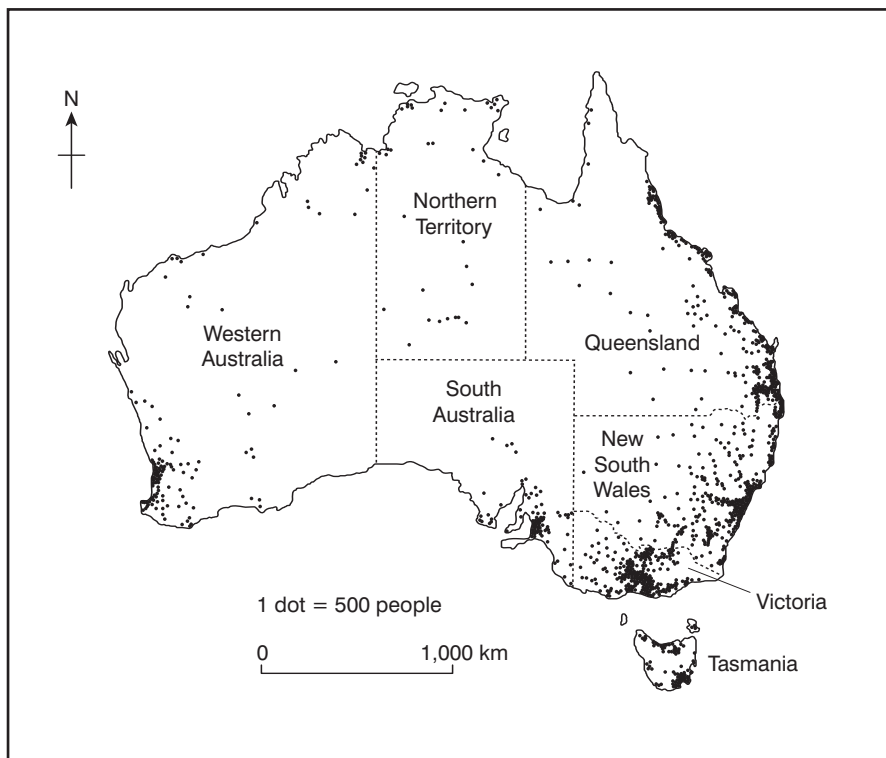 N
Northern
Territory
Western
Australia
Queensland
South
Australia
New
South
Wales
1 dot = 500 people
Victoria
0 1,000 km
Tasmania